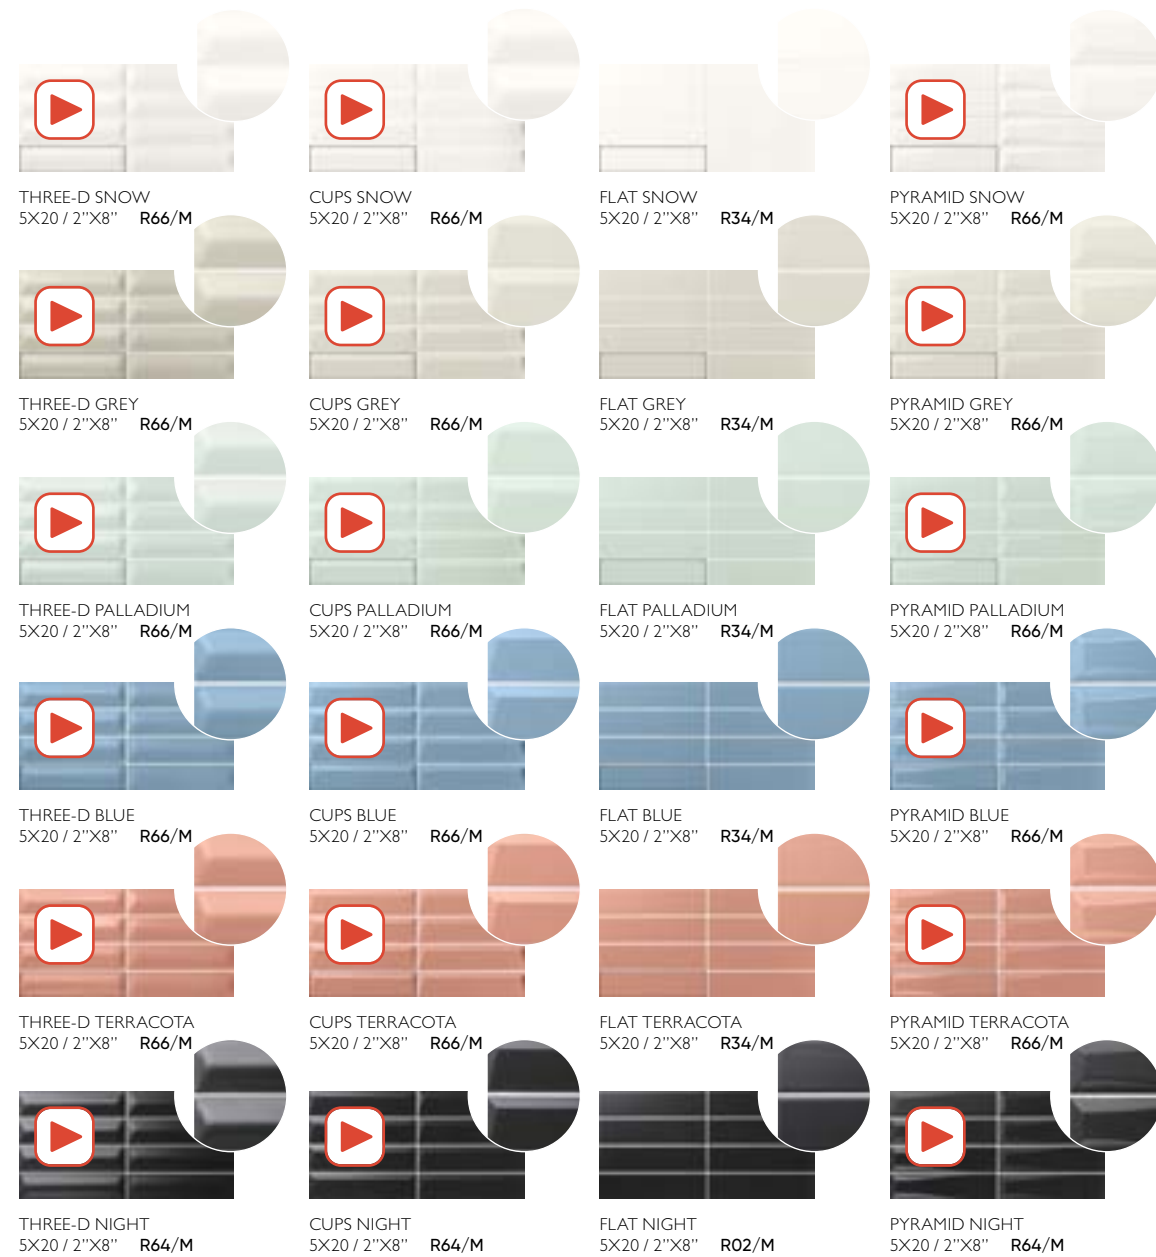 THREE-D SNOW
5X20 / 2”X8” R66/M
CUPS SNOW
5X20 / 2”X8” R66/M
FLAT SNOW
5X20 / 2”X8” R34/M
PYRAMID SNOW
5X20 / 2”X8” R66/M
THREE-D GREY
5X20 / 2”X8” R66/M
CUPS GREY
5X20 / 2”X8” R66/M
FLAT GREY
5X20 / 2”X8” R34/M
PYRAMID GREY
5X20 / 2”X8” R66/M
THREE-D PALLADIUM
5X20 / 2”X8” R66/M
CUPS PALLADIUM
5X20 / 2”X8” R66/M
FLAT PALLADIUM
5X20 / 2”X8” R34/M
PYRAMID PALLADIUM
5X20 / 2”X8” R66/M
THREE-D BLUE
5X20 / 2”X8” R66/M
CUPS BLUE
5X20 / 2”X8” R66/M
FLAT BLUE
5X20 / 2”X8” R34/M
PYRAMID BLUE
5X20 / 2”X8” R66/M
THREE-D TERRACOTA
5X20 / 2”X8” R66/M
CUPS TERRACOTA
5X20 / 2”X8” R66/M
FLAT TERRACOTA
5X20 / 2”X8” R34/M
PYRAMID TERRACOTA
5X20 / 2”X8” R66/M
THREE-D NIGHT
5X20 / 2”X8” R64/M
CUPS NIGHT
5X20 / 2”X8” R64/M
FLAT NIGHT
5X20 / 2”X8” R02/M
PYRAMID NIGHT
5X20 / 2”X8” R64/M